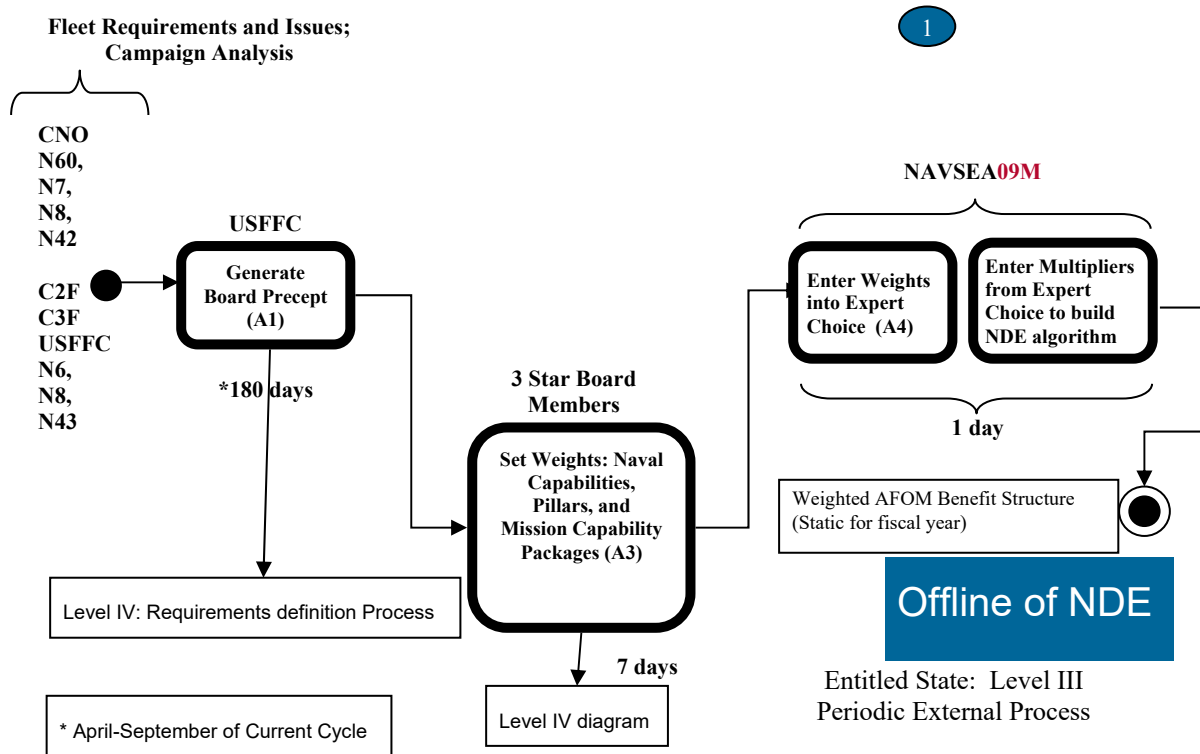 Fleet Requirements and Issues;
Campaign Analysis
1
CNO
N60,
N7,
N8,
N42
C2F
C3F
USFFC
N6,
N8,
N43
USFFC
Generate
Board Precept
(A1)
*180 days
3 Star Board
Members
Set Weights: Naval
Capabilities,
Pillars, and
Mission Capability
Packages (A3)
7 days
NAVSEA09M
Enter Weights
into Expert
Choice (A4)
Enter Multipliers
from Expert
Choice to build
NDE algorithm
1 day
Weighted AFOM Benefit Structure
(Static for fiscal year)
Offline of NDE
Level IV: Requirements definition Process
Entitled State: Level III
Periodic External Process
* April-September of Current Cycle
Level IV diagram